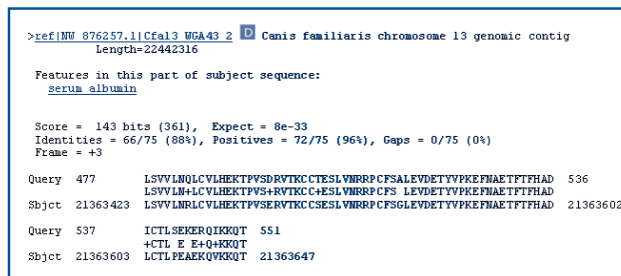 >ref|NW_876257.1|Cfa13_WGA43_2 D Canis familiaris chromosome 13 genomic contig
Length=22442316
Features in this part of subject sequence:
serum albumin
Score = 143 bits (361), Expect = 8e-33
Identities = 66/75 (88%), Positives = 72/75 (96%), Gaps = 0/75 (0%)
Frame = +3
Query 477 LSVVLNQLCVLHEKTPVSDRVTKCCTESLVNRRPCFSALEVDETYVPKEFNAETFTFHAD 536
LSVVLN+LCVLHEKTPVS+RVTKCC+ESLVNRRPCFS LEVDETYVPKEFNAETFTFHAD
Sbjct 21363423 LSVVLNRLCVLHEKTPVSERVTKCCSESLVNRRPCFSGLEVDETYVPKEFNAETFTFHAD 21363602
Query 537 ICTLSEKERQIKKQT 551
+CTL E E+Q+KKQT
Sbjct 21363603 LCTLPEAEKQVKKQT 21363647